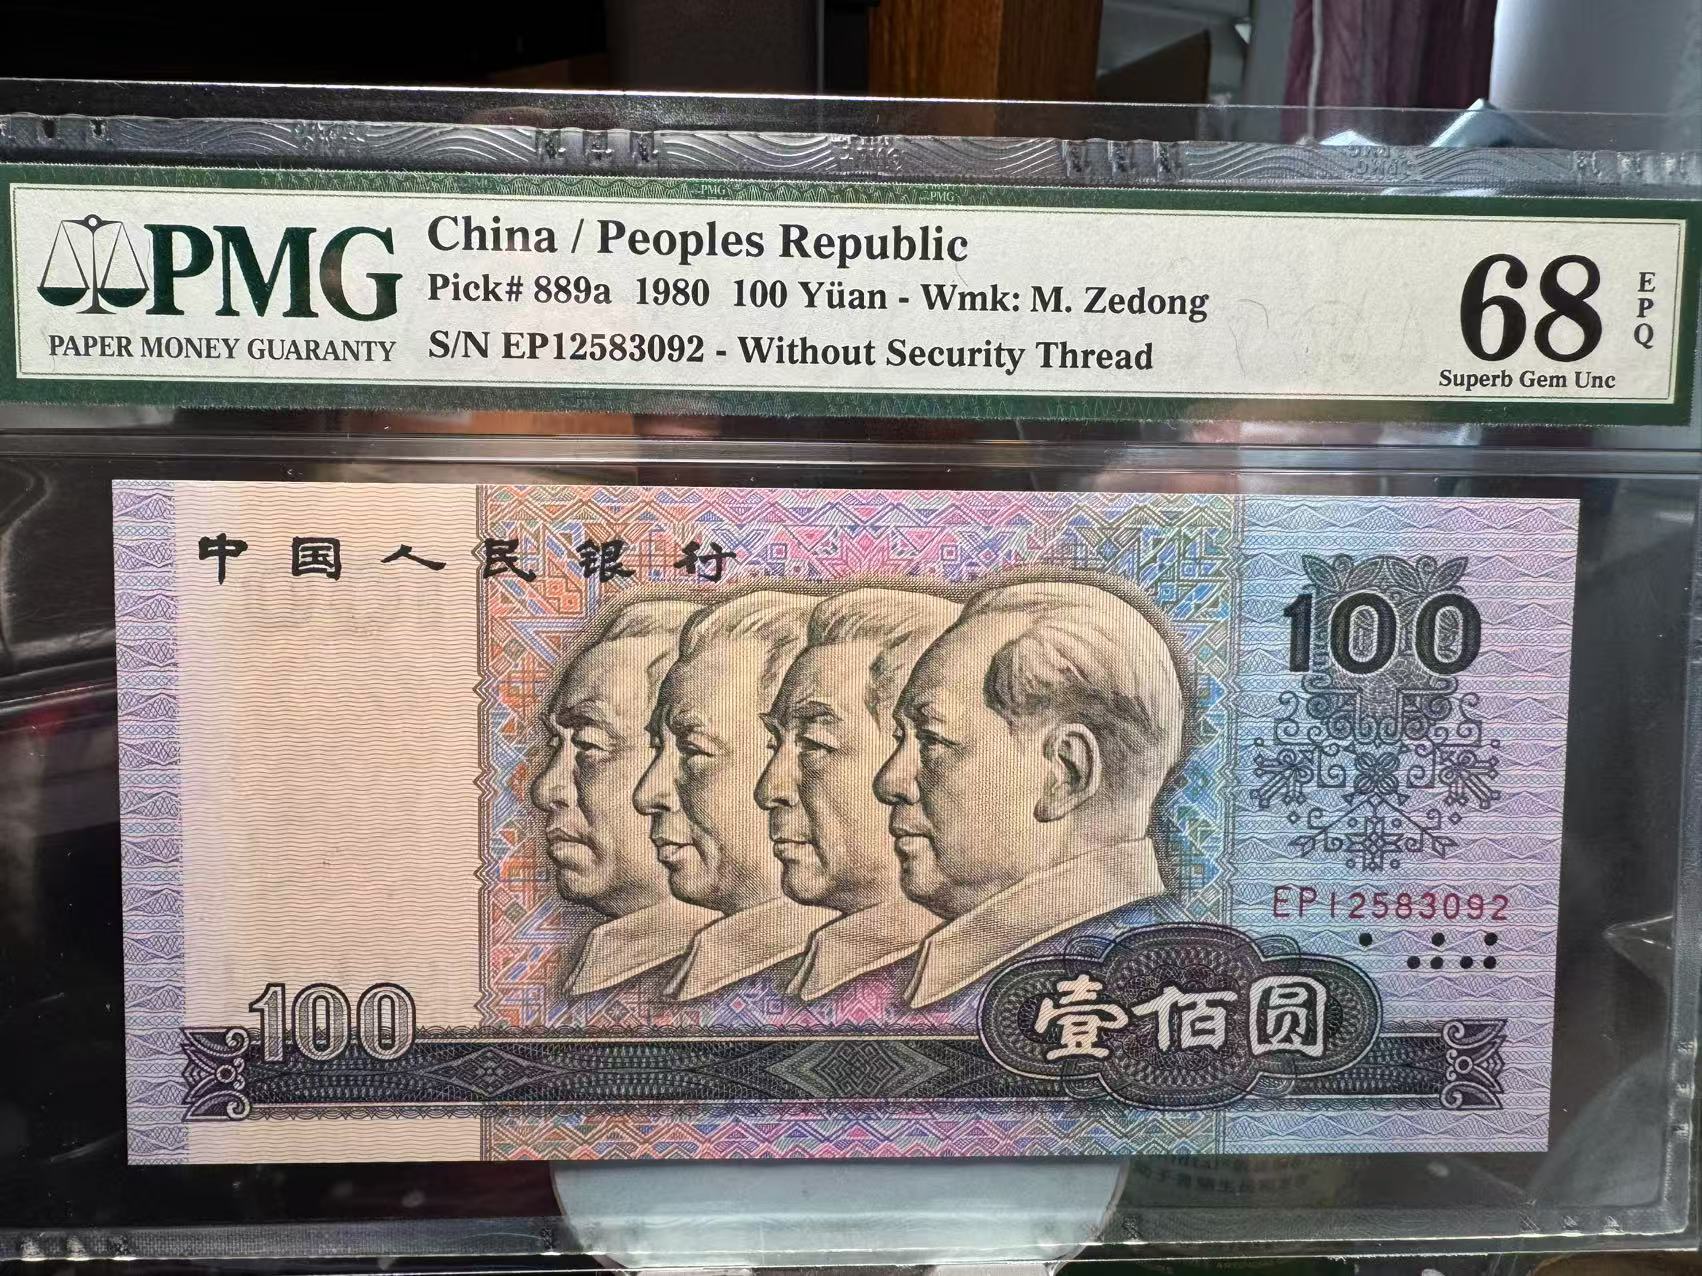 PMG
PAPER MONEY GUARANTY
China / Peoples Republic
Pick# 889a 1980 100 Yüan - Wmk: M. Zedong
S/N EP12583092 - Without Security Thread
68
EPQ
Superb Gem Unc
中国人民银行
100
EP12583092
100
壹佰圆